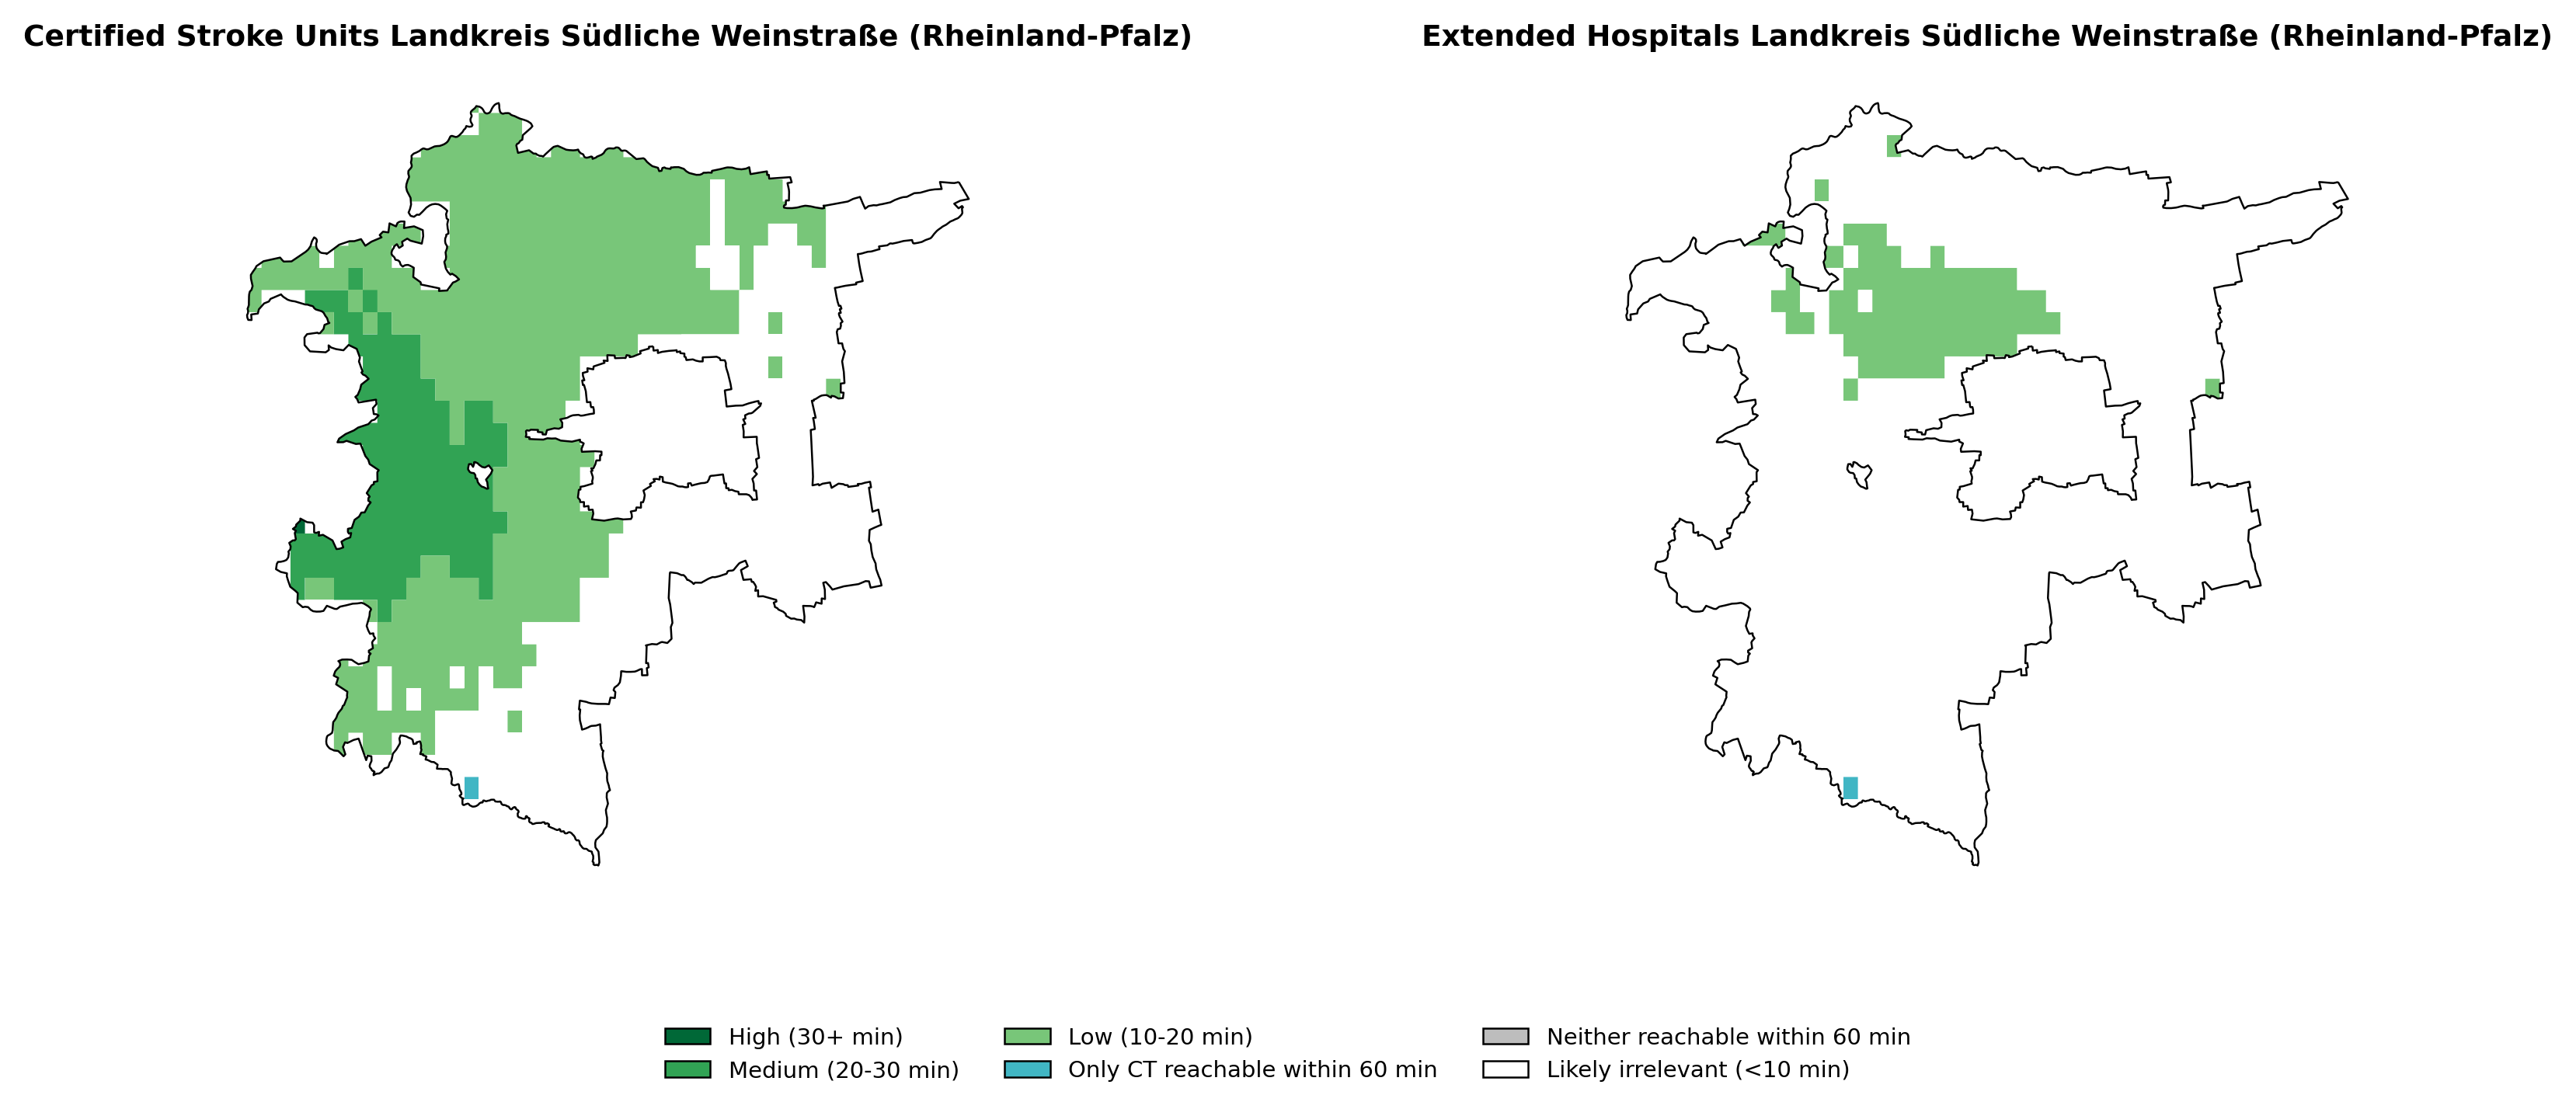 Certified Stroke Units Landkreis Südliche Weinstraße (Rheinland-Pfalz)
Extended Hospitals Landkreis Südliche Weinstraße (Rheinland-Pfalz)
High (30+ min)
Medium (20-30 min)
Low (10-20 min)
Only CT reachable within 60 min
Neither reachable within 60 min
Likely irrelevant (<10 min)